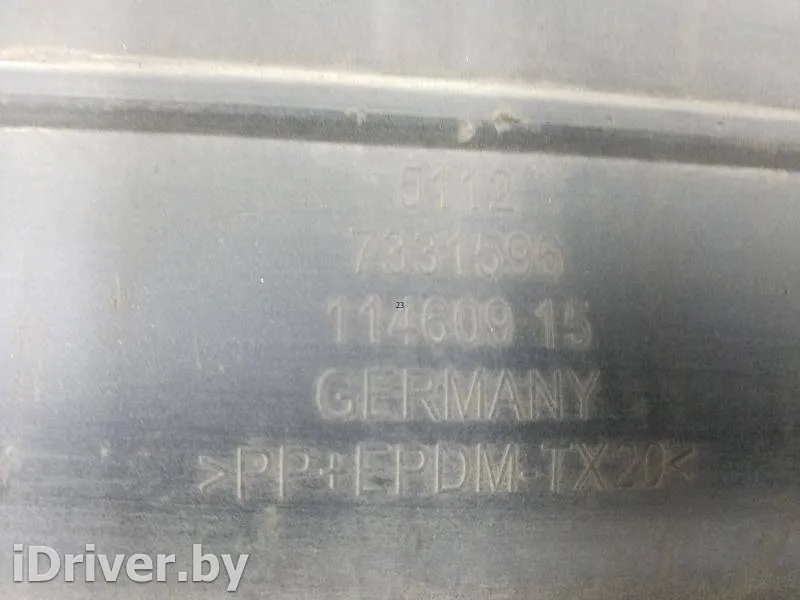 5112
7331596
23
114609 15
GERMANY
>PP+EPDM-TX20<
iDriver.by